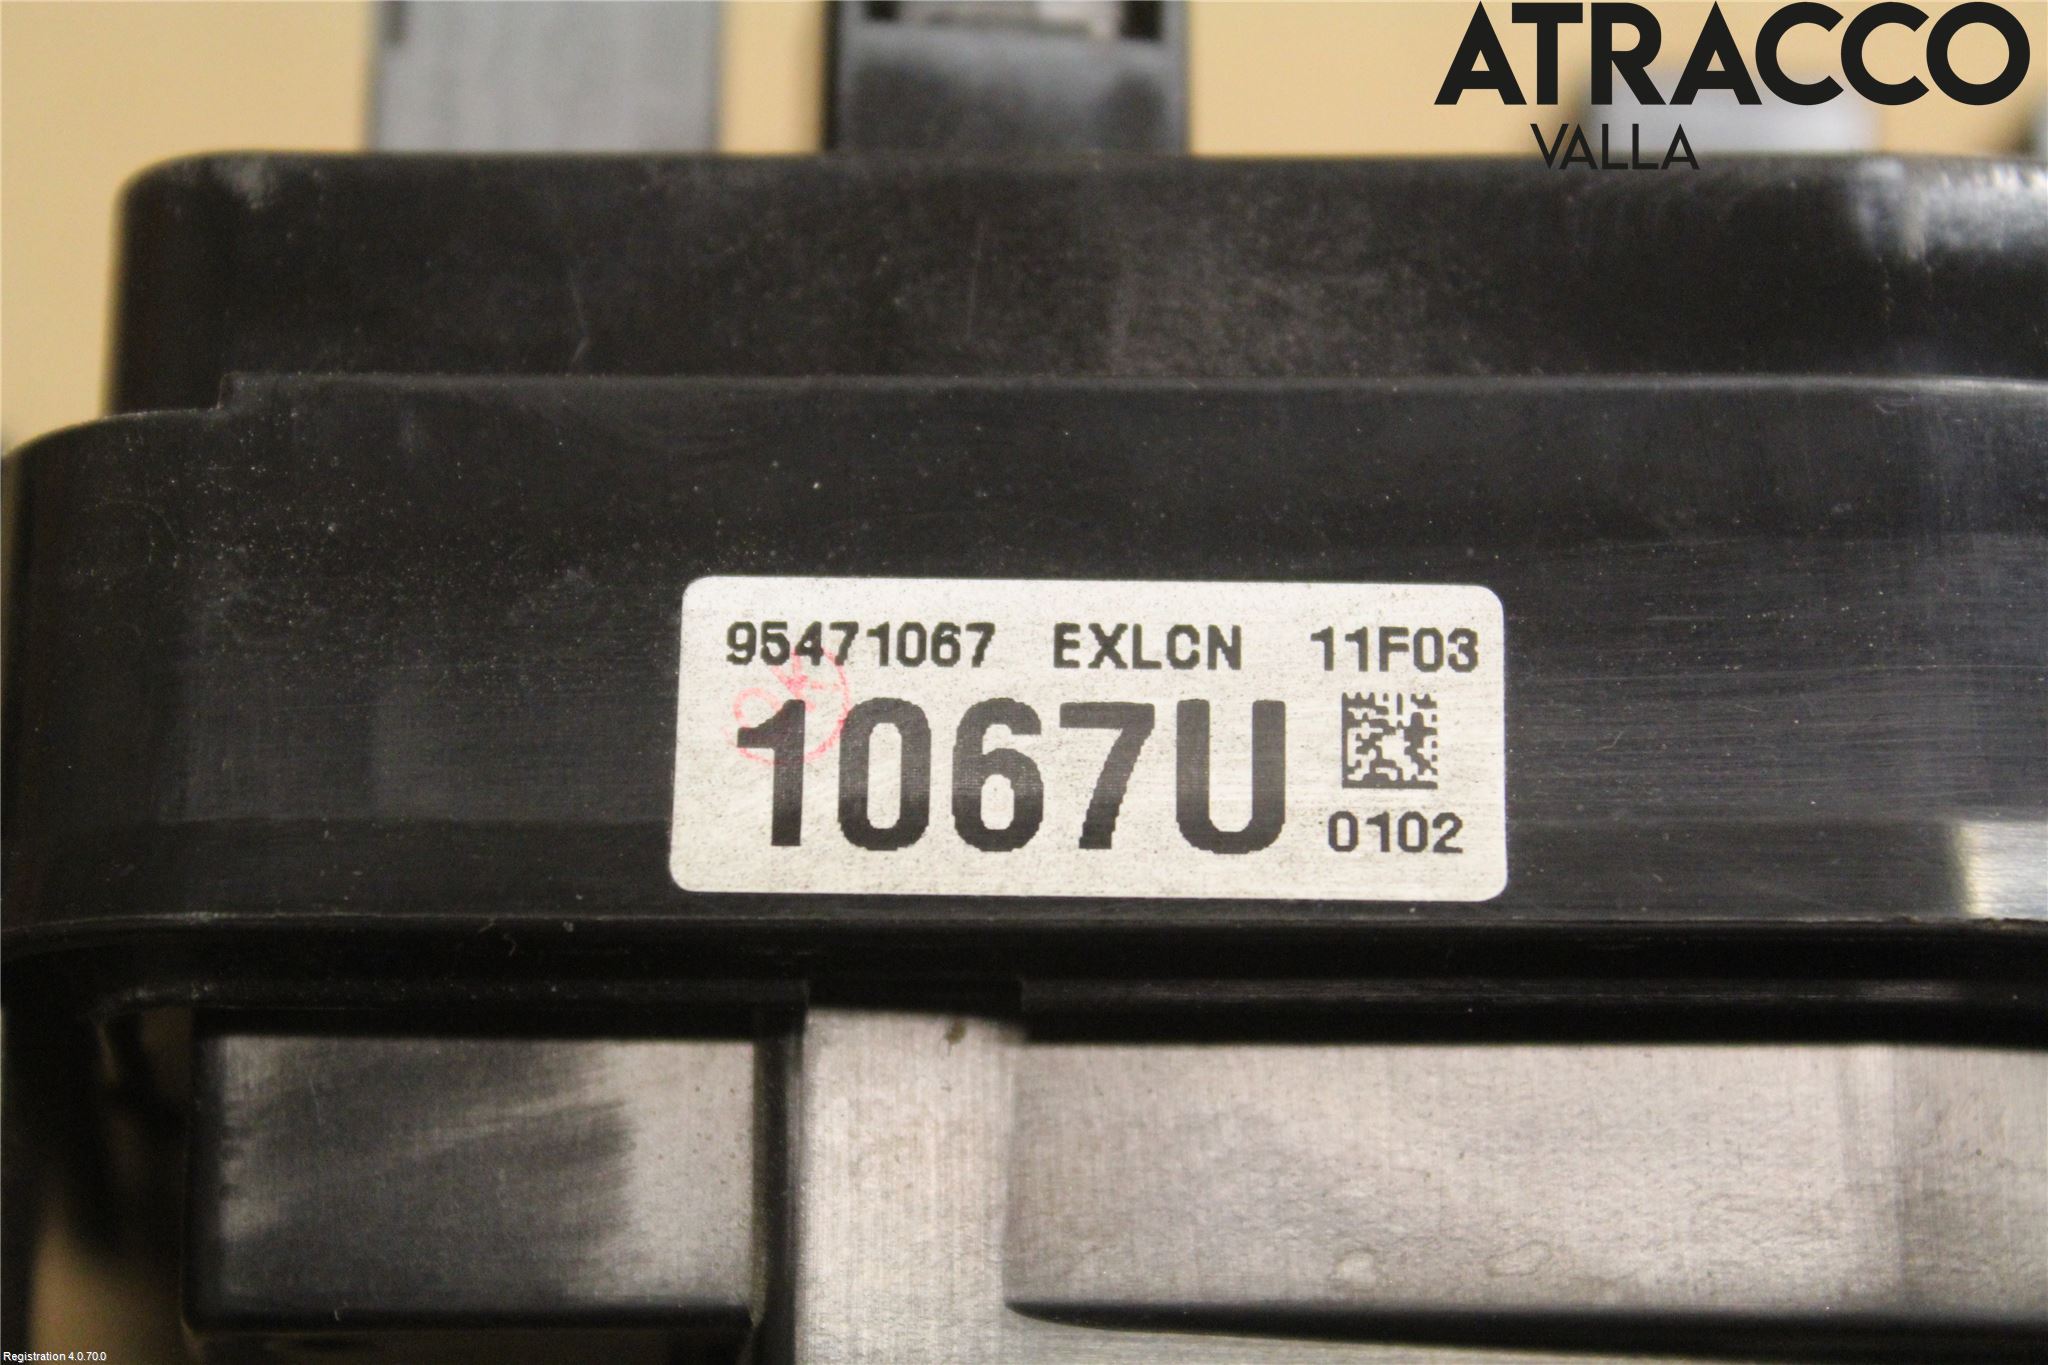 ATRACCO
VALLA
95471067 EXLCN 11F03
1067U
0102
Registration 4.0.70.0